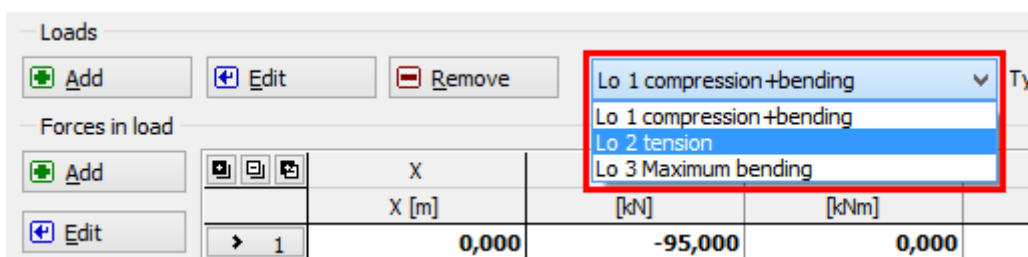 Loads
Add Edit Remove Lo 1 compression+bending Ty
Lo 1 compression+bending
Forces in load
Lo 2 tension
Add X Lo 3 Maximum bending
X [m] [kN] [kNm]
Edit 1 0,000 -95,000 0,000